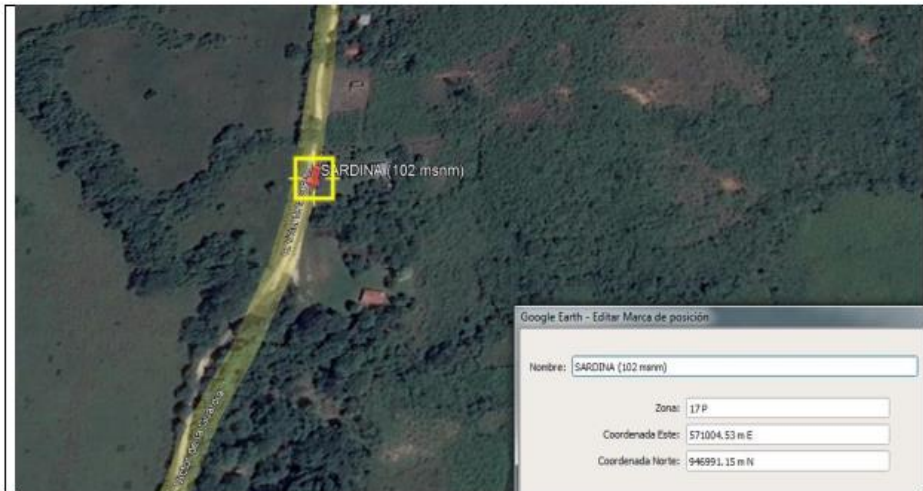 SARDINA (102 msnm)
Google Earth - Editar Marca de posición
Nombre: SARDINA (102 msnm)
Zona: 17 P
Coordenada Este: 571004.53 m E
Coordenada Norte: 946991.15 m N